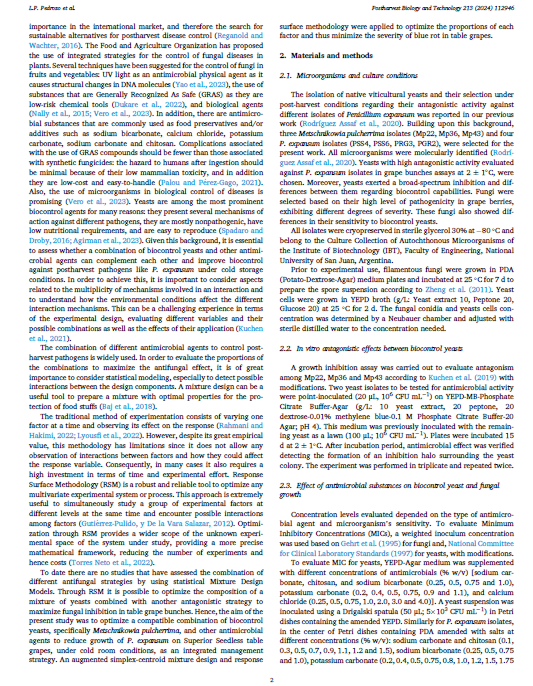 L.P. Pedrozo et al.
Postharvest Biology and Technology 213 (2024) 112946
importance in the international market, and therefore the search for
sustainable alternatives for postharvest disease control (Reganold and
Wachter, 2016). The Food and Agriculture Organization has proposed
the use of integrated strategies for the control of fungal diseases in
plants. Several techniques have been suggested for the control of fungi in
fruits and vegetables: UV light as an antimicrobial physical agent as it
causes structural changes in DNA molecules (Yao et al., 2023), the use of
substances that are Generally Recognized As Safe (GRAS) as they are
low-risk chemical tools (Dukare et al., 2022), and biological agents
(Nally et al., 2015; Vero et al., 2023). In addition, there are antimicro-
bial substances that are commonly used as food preservatives and/or
additives such as sodium bicarbonate, calcium chloride, potassium
carbonate, sodium carbonate and chitosan. Complications associated
with the use of GRAS compounds should be fewer than those associated
with synthetic fungicides: the hazard to humans after ingestion should
be minimal because of their low mammalian toxicity, and in addition
they are low-cost and easy-to-handle (Palou and Pérez-Gago, 2021).
Also, the use of microorganisms in biological control of diseases is
promising (Vero et al., 2023). Yeasts are among the most prominent
biocontrol agents for many reasons: they present several mechanisms of
action against different pathogens, they are mostly nonpathogenic, have
low nutritional requirements, and are easy to reproduce (Spadaro and
Droby, 2016; Agirman et al., 2023). Given this background, it is essential
to assess whether a combination of biocontrol yeasts and other antimi-
crobial agents can complement each other and improve biocontrol
against postharvest pathogens like P. expansum under cold storage
conditions. In order to achieve this, it is important to consider aspects
related to the multiplicity of mechanisms involved in an interaction and
to understand how the environmental conditions affect the different
interaction mechanisms. This can be a challenging experience in terms
of the experimental design, evaluating different variables and their
possible combinations as well as the effects of their application (Kuchen
et al., 2021).
The combination of different antimicrobial agents to control post-
harvest pathogens is widely used. In order to evaluate the proportions of
the combinations to maximize the antifungal effect, it is of great
importance to consider statistical modeling, especially to detect possible
interactions between the design components. A mixture design can be a
useful tool to prepare a mixture with optimal properties for the pro-
tection of food stuffs (Baj et al., 2018).
The traditional method of experimentation consists of varying one
factor at a time and observing its effect on the response (Rahmani and
Hakimi, 2022; Lyousfi et al., 2022). However, despite its great empirical
value, this methodology has limitations since it does not allow any
observation of interactions between factors and how they could affect
the response variable. Consequently, in many cases it also requires a
high investment in terms of time and experimental effort. Response
Surface Methodology (RSM) is a robust and reliable tool to optimize any
multivariate experimental system or process. This approach is extremely
useful to simultaneously study a group of experimental factors at
different levels at the same time and encounter possible interactions
among factors (Gutiérrez-Pulido, y De la Vara Salazar, 2012). Optimi-
zation through RSM provides a wider scope of the unknown experi-
mental space of the system under study, providing a more precise
mathematical framework, reducing the number of experiments and
hence costs (Torres Neto et al., 2022).
To date there are no studies that have assessed the combination of
different antifungal strategies by using statistical Mixture Design
Models. Through RSM it is possible to optimize the composition of a
mixture of yeasts combined with another antagonistic strategy to
maximize fungal inhibition in table grape bunches. Hence, the aim of the
present study was to optimize a compatible combination of biocontrol
yeasts, specifically Metschnikowia pulcherrima, and other antimicrobial
agents to reduce growth of P. expansum on Superior Seedless table
grapes, under cold room conditions, as an integrated management
strategy. An augmented simplex-centroid mixture design and response
surface methodology were applied to optimize the proportions of each
factor and thus minimize the severity of blue rot in table grapes.
2. Materials and methods
2.1. Microorganisms and culture conditions
The isolation of native viticultural yeasts and their selection under
post-harvest conditions regarding their antagonistic activity against
different isolates of Penicillium expansum was reported in our previous
work (Rodríguez Assaf et al., 2020). Building upon this background,
three Metschnikowia pulcherrima isolates (Mp22, Mp36, Mp43) and four
P. expansum isolates (PSS4, PSS6, PRG3, PGR2), were selected for the
present work. All microorganisms were molecularly identified (Rodrí-
guez Assaf et al., 2020). Yeasts with high antagonistic activity evaluated
against P. expansum isolates in grape bunches assays at 2 ± 1°C, were
chosen. Moreover, yeasts exerted a broad-spectrum inhibition and dif-
ferences between them regarding biocontrol capabilities. Fungi were
selected based on their high level of pathogenicity in grape berries,
exhibiting different degrees of severity. These fungi also showed dif-
ferences in their sensitivity to biocontrol yeasts.
All isolates were cryopreserved in sterile glycerol 30% at −80 °C and
belong to the Culture Collection of Autochthonous Microorganisms of
the Institute of Biotechnology (IBT), Faculty of Engineering, National
University of San Juan, Argentina.
Prior to experimental use, filamentous fungi were grown in PDA
(Potato-Dextrose-Agar) medium plates and incubated at 25 °C for 7 d to
prepare the spore suspension according to Zheng et al. (2011). Yeast
cells were grown in YEPD broth (g/L: Yeast extract 10, Peptone 20,
Glucose 20) at 25 °C for 2 d. The fungal conidia and yeasts cells con-
centration was determined by a Neubauer chamber and adjusted with
sterile distilled water to the concentration needed.
2.2. In vitro antagonistic effects between biocontrol yeasts
A growth inhibition assay was carried out to evaluate antagonism
among Mp22, Mp36 and Mp43 according to Kuchen et al. (2019) with
modifications. Two yeast isolates to be tested for antimicrobial activity
were point-inoculated (20 µL, 10⁶ CFU mL⁻¹) on YEPD-MB-Phosphate
Citrate Buffer-Agar (g/L: 10 yeast extract, 20 peptone, 20
dextrose-0.01% methylene blue-0.1 M Phosphate Citrate Buffer-20
Agar; pH 4). This medium was previously inoculated with the remain-
ing yeast as a lawn (100 µL; 10⁶ CFU mL⁻¹). Plates were incubated 15
d at 2 ± 1°C. After incubation period, antimicrobial effect was verified
detecting the formation of an inhibition halo surrounding the yeast
colony. The experiment was performed in triplicate and repeated twice.
2.3. Effect of antimicrobial substances on biocontrol yeast and fungal
growth
Concentration levels evaluated depended on the type of antimicro-
bial agent and microorganism's sensitivity. To evaluate Minimum
Inhibitory Concentrations (MICs), a weighted inoculum concentration
was used based on Gehrt et al. (1995) for fungi and, National Committee
for Clinical Laboratory Standards (1997) for yeasts, with modifications.
To evaluate MIC for yeasts, YEPD-Agar medium was supplemented
with different concentrations of antimicrobials (% w/v) [sodium car-
bonate, chitosan, and sodium bicarbonate (0.25, 0.5, 0.75 and 1.0),
potassium carbonate (0.2, 0.4, 0.5, 0.75, 0.9 and 1.1), and calcium
chloride (0.25, 0.5, 0.75, 1.0, 2.0, 3.0 and 4.0)]. A yeast suspension was
inoculated by using a Drigalski spatula (50 µL; 5× 10² CFU mL⁻¹) in Petri
dishes containing the amended YEPD. Similarly for P. expansum isolates,
in the center of Petri dishes containing PDA amended with salts at
different concentrations (% w/v): sodium carbonate and chitosan (0.1,
0.3, 0.5, 0.7, 0.9, 1.1, 1.2 and 1.5), sodium bicarbonate (0.25, 0.5, 0.75
and 1.0), potassium carbonate (0.2, 0.4, 0.5, 0.75, 0.8, 1.0, 1.2, 1.5, 1.75
2